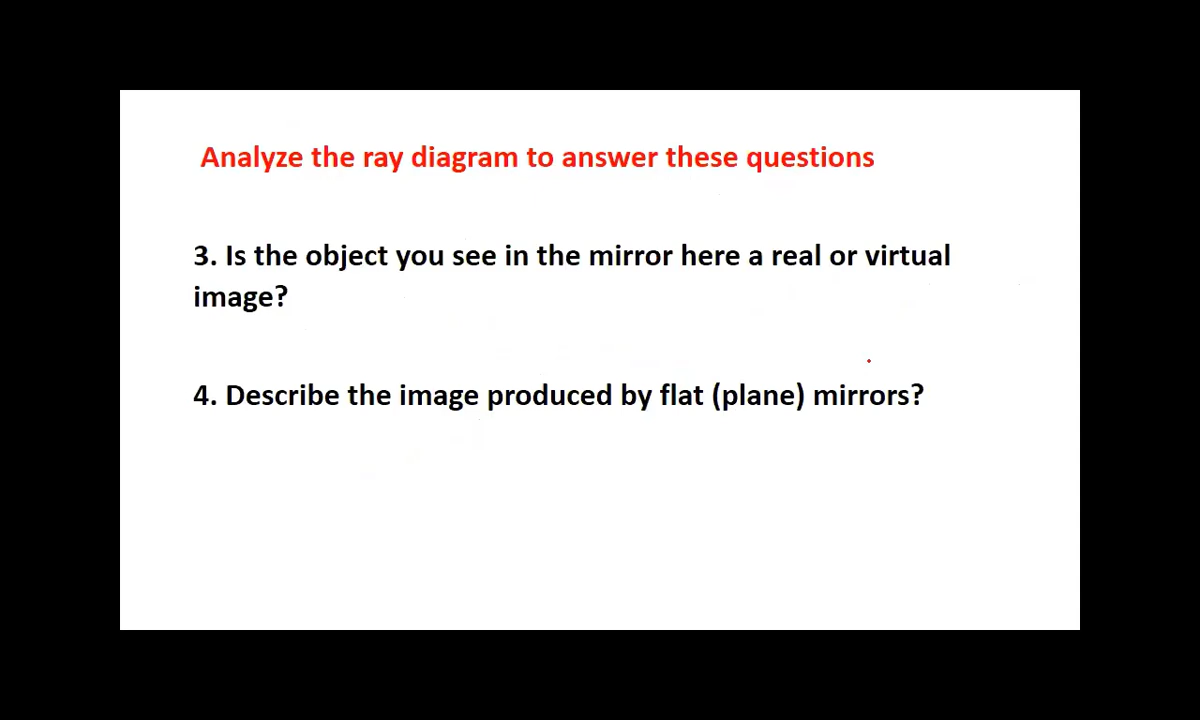 Analyze the ray diagram to answer these questions
3. Is the object you see in the mirror here a real or virtual
image?
4. Describe the image produced by flat (plane) mirrors?